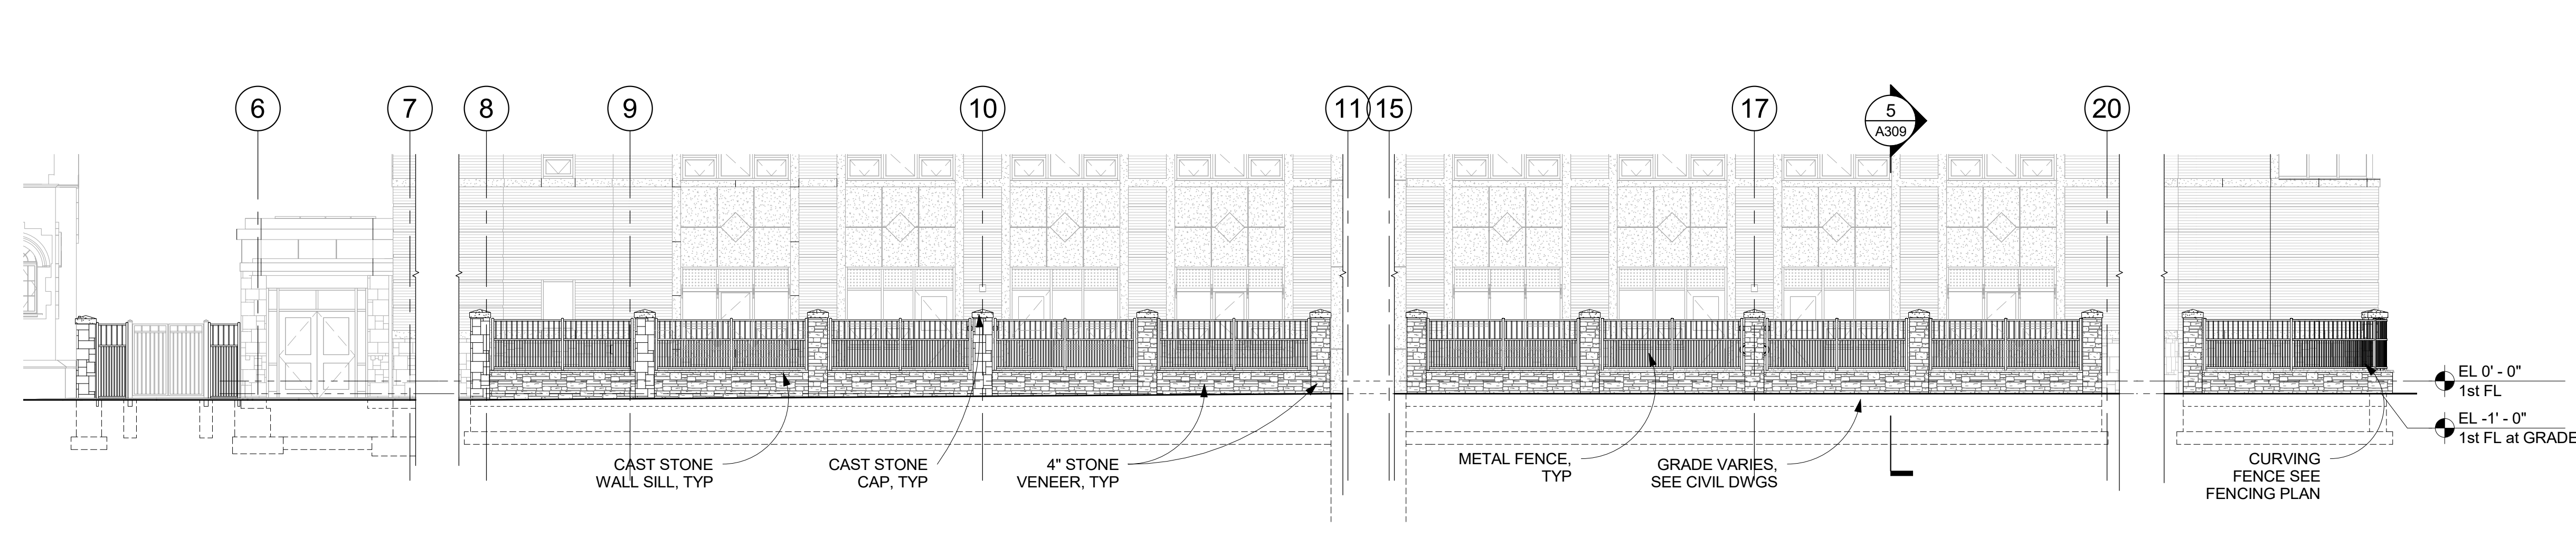 6
7
8
9
10
11
15
17
5
A309
20
EL 0' - 0"
1st FL
EL -1' - 0"
1st FL at GRADE
CAST STONE
WALL SILL, TYP
CAST STONE
CAP, TYP
4" STONE
VENEER, TYP
METAL FENCE,
TYP
GRADE VARIES,
SEE CIVIL DWGS
CURVING
FENCE SEE
FENCING PLAN